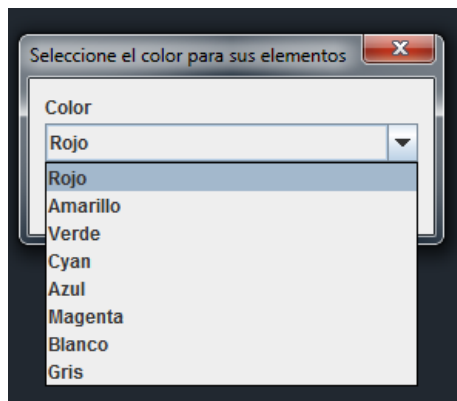 Seleccione el color para sus elementos
Color
Rojo
Rojo
Amarillo
Verde
Cyan
Azul
Magenta
Blanco
Gris